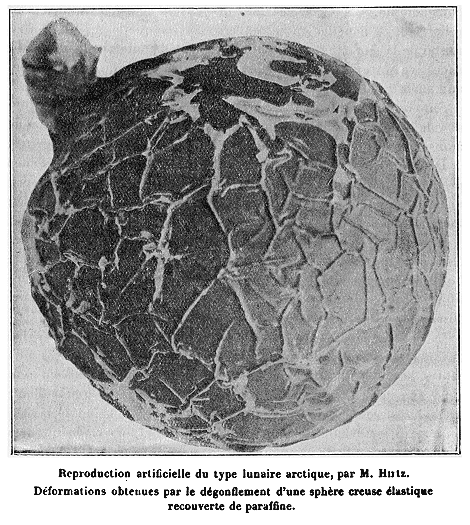 Reproduction artificielle du type lunaire arctique, par M. Hirtz.
Déformations obtenues par le dégonflement d'une sphère creuse élastique
recouverte de paraffine.